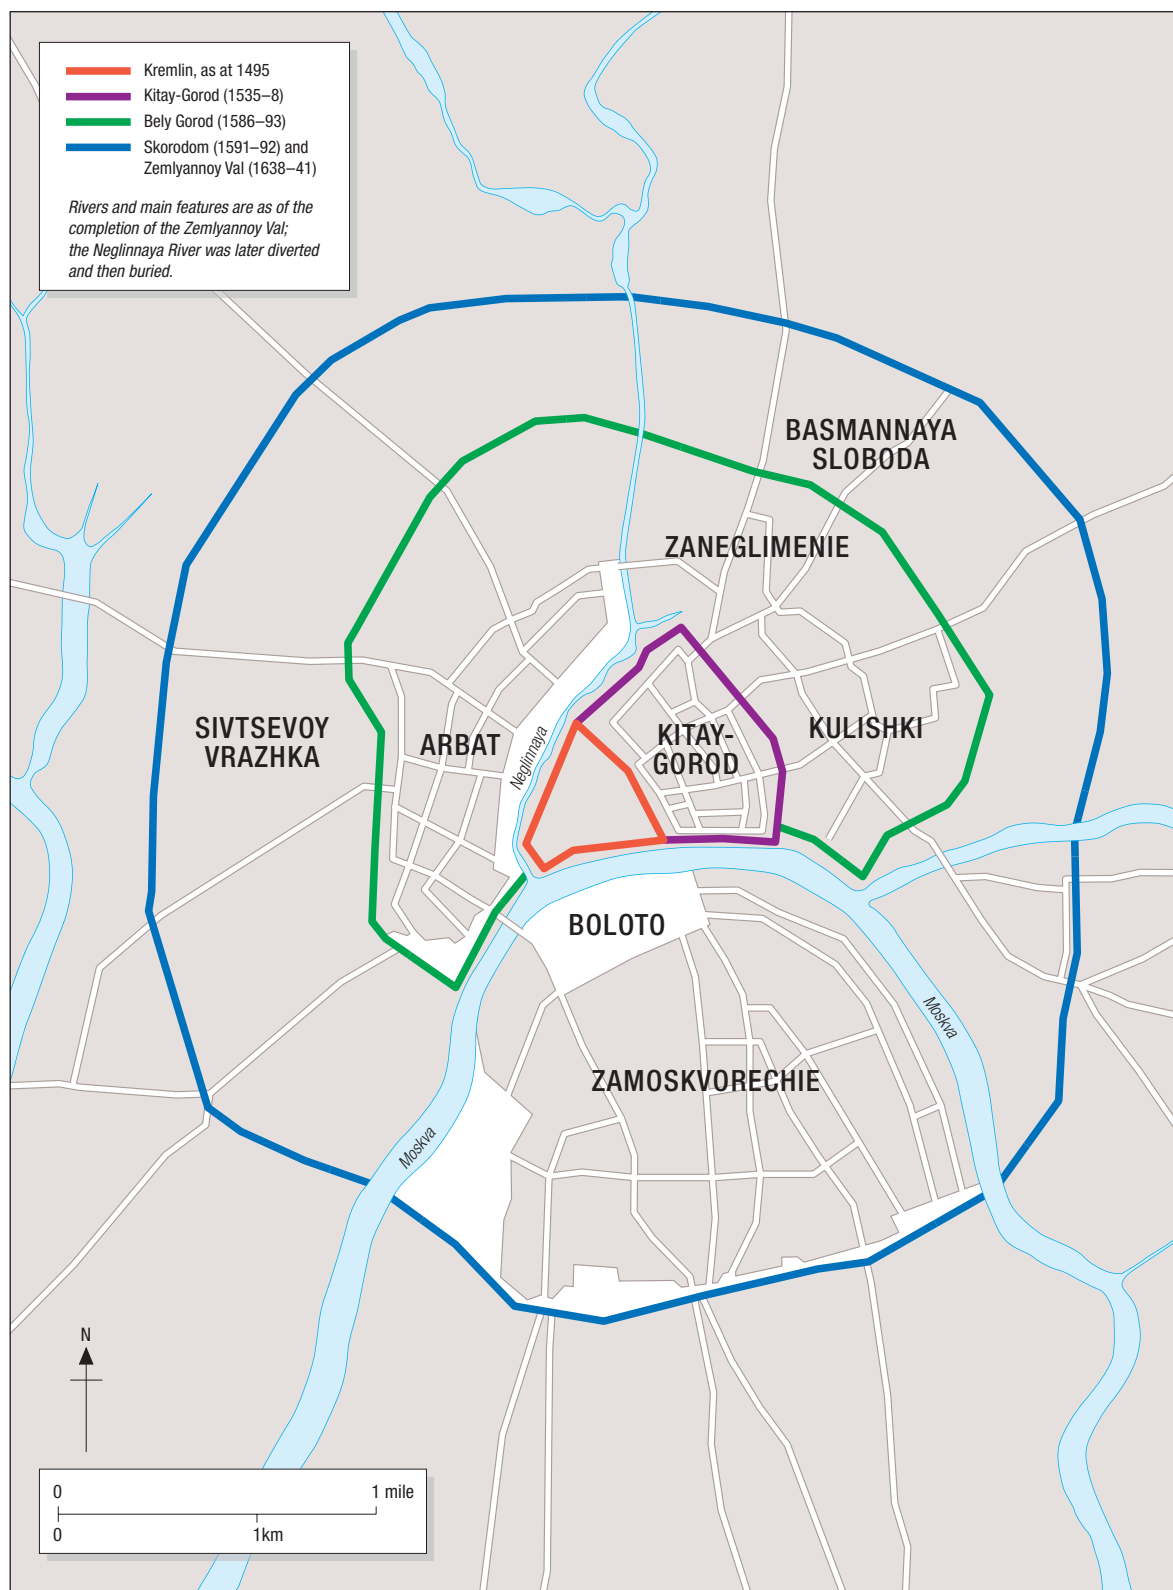 Kremlin, as at 1495
Kitay-Gorod (1535–8)
Bely Gorod (1586–93)
Skorodom (1591–92) and
Zemlyannoy Val (1638–41)
Rivers and main features are as of the
completion of the Zemlyannoy Val;
the Neglinnaya River was later diverted
and then buried.
BASMANNAYA
SLOBODA
ZANEGLIMENIE
SIVTSEVOY
VRAZHKA
ARBAT
Neglinnaya
KITAY-
GOROD
KULISHKI
BOLOTO
Moskva
ZAMOSKVORECHIE
Moskva
N
0
1 mile
0
1km